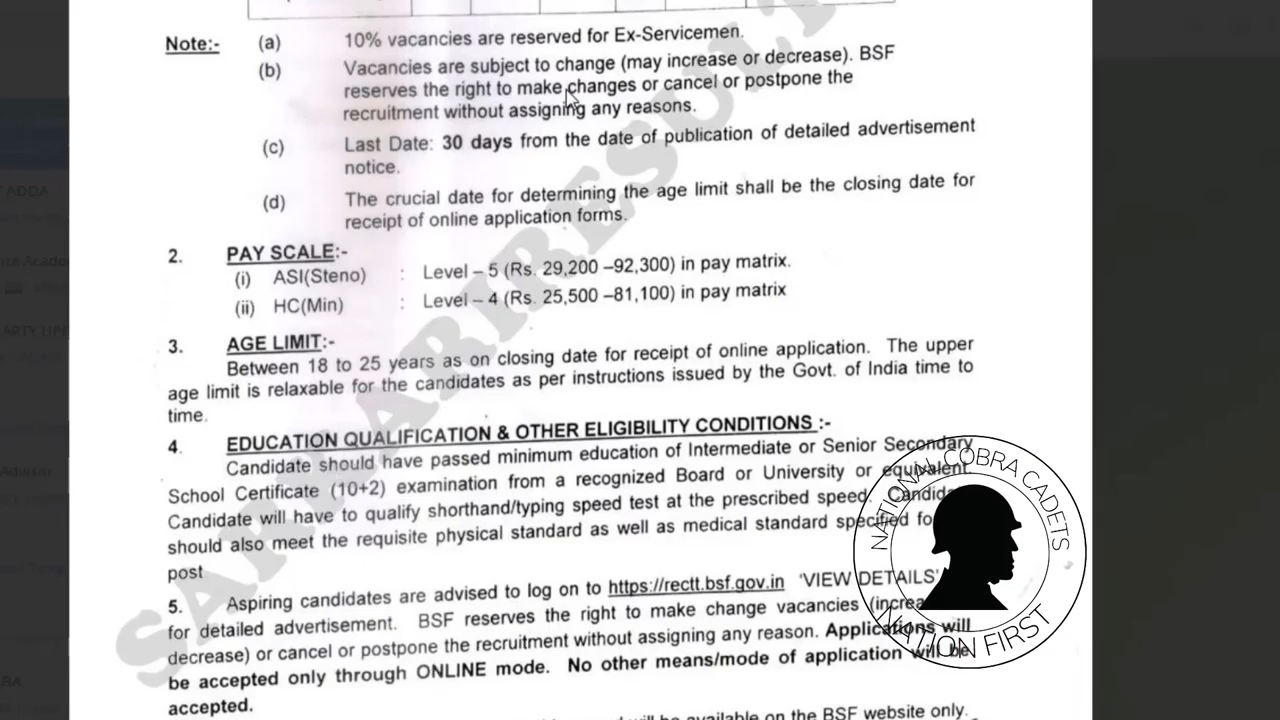 Note:- (a) 10% vacancies are reserved for Ex-Servicemen.
(b) Vacancies are subject to change (may increase or decrease). BSF
reserves the right to make changes or cancel or postpone the
recruitment without assigning any reasons.
(c) Last Date: 30 days from the date of publication of detailed advertisement
notice.
(d) The crucial date for determining the age limit shall be the closing date for
receipt of online application forms.
2. PAY SCALE:-
(i) ASI(Steno) : Level – 5 (Rs. 29,200 –92,300) in pay matrix.
(ii) HC(Min) : Level – 4 (Rs. 25,500 –81,100) in pay matrix
3. AGE LIMIT:-
Between 18 to 25 years as on closing date for receipt of online application. The upper
age limit is relaxable for the candidates as per instructions issued by the Govt. of India time to
time.
4. EDUCATION QUALIFICATION & OTHER ELIGIBILITY CONDITIONS :-
Candidate should have passed minimum education of Intermediate or Senior Secondary
School Certificate (10+2) examination from a recognized Board or University or equivalent.
Candidate will have to qualify shorthand/typing speed test at the prescribed speed.
should also meet the requisite physical standard as well as medical standard specified
post
5. Aspiring candidates are advised to log on to https://rectt.bsf.gov.in 'VIEW DETAILS'
for detailed advertisement. BSF reserves the right to make change vacancies
decrease) or cancel or postpone the recruitment without assigning any reason. Applications will
be accepted only through ONLINE mode. No other means/mode of application will be
accepted.
be available on the BSF website only.
NATIONAL COBRA CADETS
NATION FIRST
SARKARIRESULT
ADDA